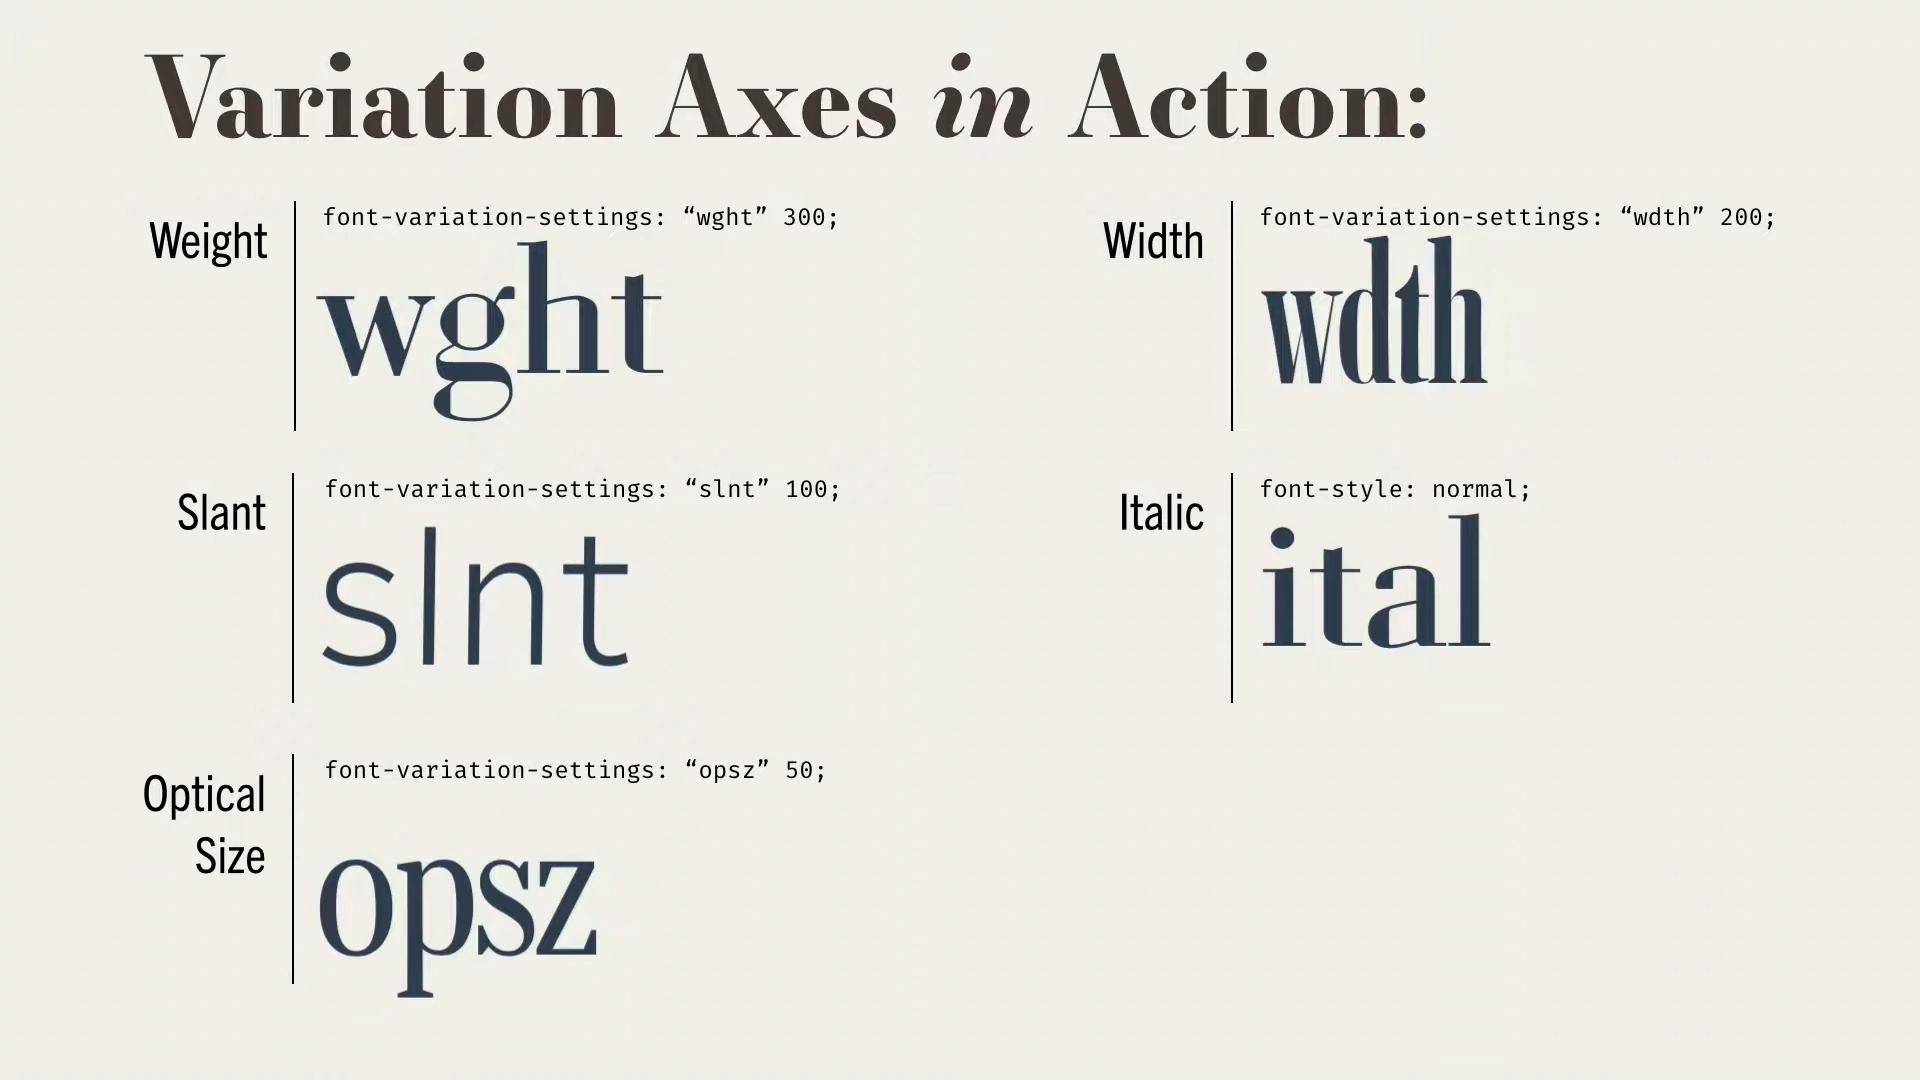 Variation Axes in Action:
Weight
font-variation-settings: “wght” 300;
wght
Width
font-variation-settings: “wdth” 200;
wdth
Slant
font-variation-settings: “slnt” 100;
slnt
Italic
font-style: normal;
ital
Optical
Size
font-variation-settings: “opsz” 50;
opsz